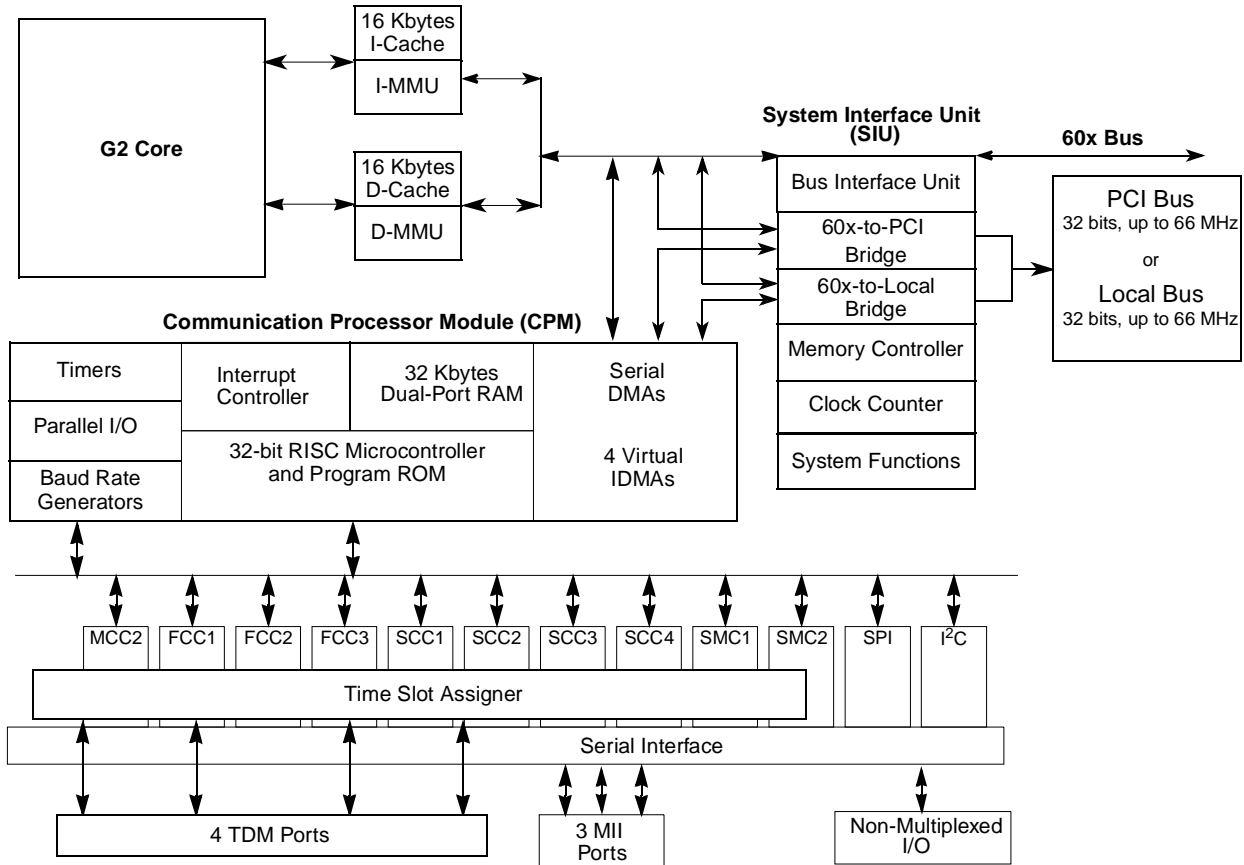 G2 Core
16 Kbytes
I-Cache
I-MMU
16 Kbytes
D-Cache
D-MMU
System Interface Unit
(SIU)
60x Bus
Bus Interface Unit
60x-to-PCI
Bridge
60x-to-Local
Bridge
Memory Controller
Clock Counter
System Functions
PCI Bus
32 bits, up to 66 MHz
or
Local Bus
32 bits, up to 66 MHz
Communication Processor Module (CPM)
Timers
Parallel I/O
Baud Rate
Generators
Interrupt
Controller
32 Kbytes
Dual-Port RAM
32-bit RISC Microcontroller
and Program ROM
Serial
DMAs
4 Virtual
IDMAs
MCC2
FCC1
FCC2
FCC3
SCC1
SCC2
SCC3
SCC4
SMC1
SMC2
SPI
I²C
Time Slot Assigner
Serial Interface
4 TDM Ports
3 MII
Ports
Non-Multiplexed
I/O